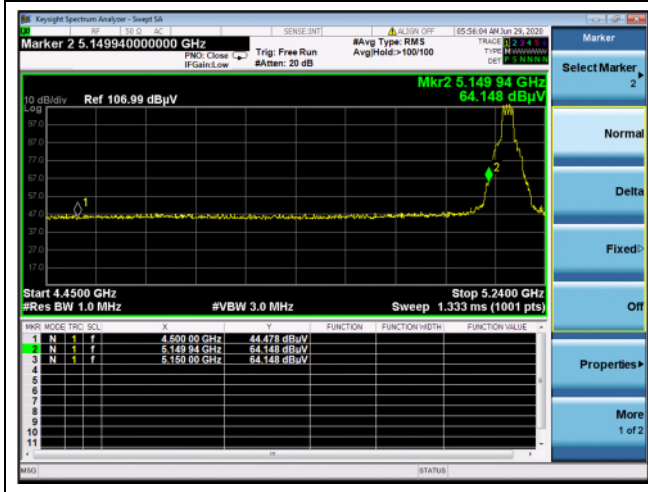 Keysight Spectrum Analyzer - Swept SA
RF 50 Ω AC SENSE:INT ALIGN OFF 05:56:04 AM Jun 29, 2020
Marker 2 5.149940000000 GHz
PNO: Close
IFGain:Low
Trig: Free Run
#Atten: 20 dB
#Avg Type: RMS
Avg|Hold:>100/100
TRACE 1 2 3 4 5 6
TYPE M
DET P S N N N N
Mkr2 5.149 94 GHz
64.148 dBµV
10 dB/div Ref 106.99 dBµV
Log
97.0
87.0
77.0
67.0
57.0
47.0
37.0
27.0
17.0
1
2
Start 4.4500 GHz Stop 5.2400 GHz
#Res BW 1.0 MHz #VBW 3.0 MHz Sweep 1.333 ms (1001 pts)
MKR MODE TRC SCL X Y FUNCTION FUNCTION WIDTH FUNCTION VALUE
1 N 1 f 4.500 00 GHz 44.478 dBµV
2 N 1 f 5.149 94 GHz 64.148 dBµV
3 N 1 f 5.150 00 GHz 64.148 dBµV
4
5
6
7
8
9
10
11
MSG STATUS
Marker
Select Marker
2
Normal
Delta
Fixed
Off
Properties
More
1 of 2